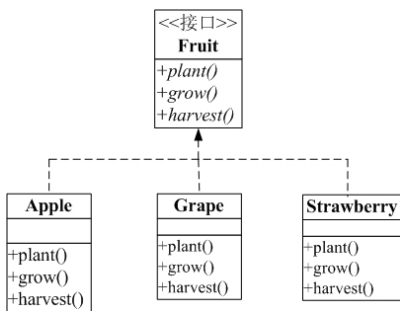 <<接口>>
Fruit
+plant()
+grow()
+harvest()
Apple
+plant()
+grow()
+harvest()
Grape
+plant()
+grow()
+harvest()
Strawberry
+plant()
+grow()
+harvest()